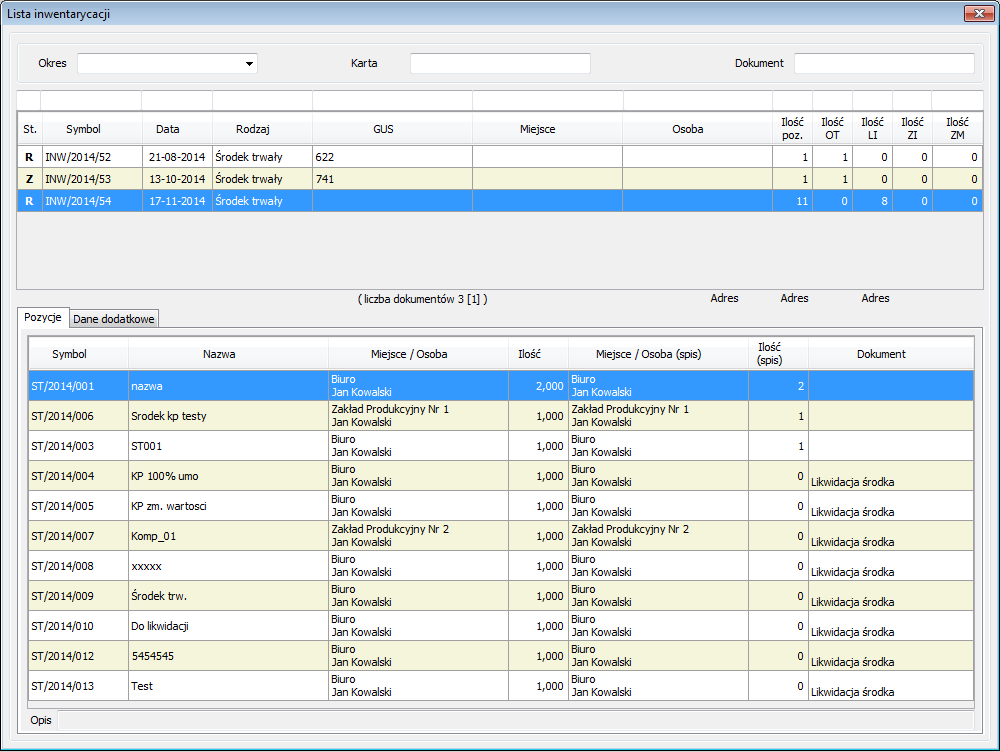 Lista inwentarycacji
Okres Karta Dokument
St. Symbol Data Rodzaj GUS Miejsce Osoba Ilość poz. Ilość OT Ilość LI Ilość ZI Ilość ZM
R INW/2014/52 21-08-2014 Środek trwały 622 1 1 0 0 0
Z INW/2014/53 13-10-2014 Środek trwały 741 1 1 0 0 0
R INW/2014/54 17-11-2014 Środek trwały 11 0 8 0 0
( liczba dokumentów 3 [1] ) Adres Adres Adres
Pozycje Dane dodatkowe
Symbol Nazwa Miejsce / Osoba Ilość Miejsce / Osoba (spis) Ilość (spis) Dokument
ST/2014/001 nazwa Biuro Jan Kowalski 2,000 Biuro Jan Kowalski 2
ST/2014/006 Srodek kp testy Zakład Produkcyjny Nr 1 Jan Kowalski 1,000 Zakład Produkcyjny Nr 1 Jan Kowalski 1
ST/2014/003 ST001 Biuro Jan Kowalski 1,000 Biuro Jan Kowalski 1
ST/2014/004 KP 100% umo Biuro Jan Kowalski 1,000 Biuro Jan Kowalski 0 Likwidacja środka
ST/2014/005 KP zm. wartosci Biuro Jan Kowalski 1,000 Biuro Jan Kowalski 0 Likwidacja środka
ST/2014/007 Komp_01 Zakład Produkcyjny Nr 2 Jan Kowalski 1,000 Zakład Produkcyjny Nr 2 Jan Kowalski 0 Likwidacja środka
ST/2014/008 xxxxx Biuro Jan Kowalski 1,000 Biuro Jan Kowalski 0 Likwidacja środka
ST/2014/009 Środek trw. Biuro Jan Kowalski 1,000 Biuro Jan Kowalski 0 Likwidacja środka
ST/2014/010 Do likwidacji Biuro Jan Kowalski 1,000 Biuro Jan Kowalski 0 Likwidacja środka
ST/2014/012 5454545 Biuro Jan Kowalski 1,000 Biuro Jan Kowalski 0 Likwidacja środka
ST/2014/013 Test Biuro Jan Kowalski 1,000 Biuro Jan Kowalski 0 Likwidacja środka
Opis